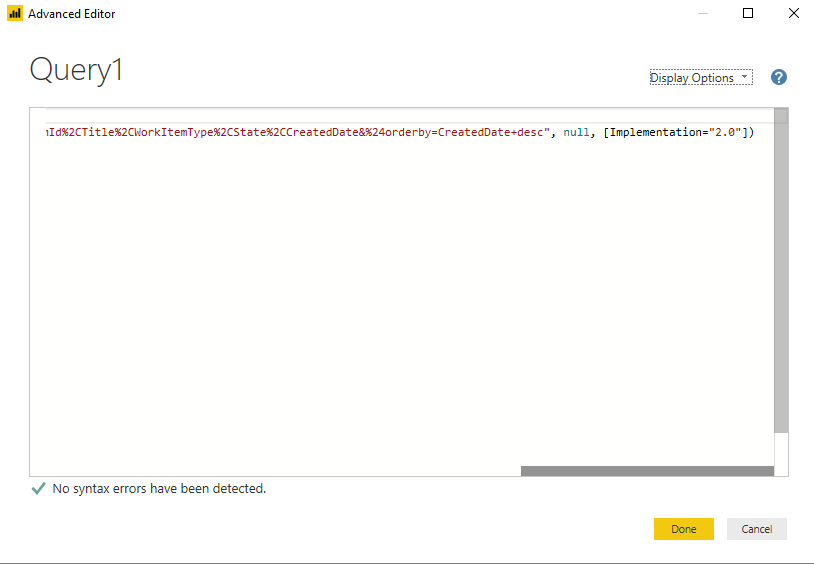 Advanced Editor
Query1
Display Options
?
Id%2CTitle%2CWorkItemType%2CState%2CCreatedDate&%24orderby=CreatedDate+desc", null, [Implementation="2.0"])
No syntax errors have been detected.
Done
Cancel